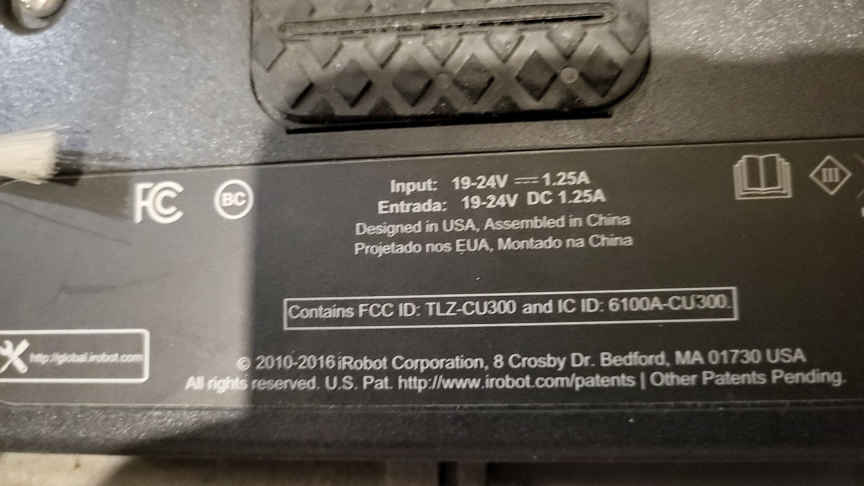 FC
BC
Input: 19-24V ⎓ 1.25A
Entrada: 19-24V DC 1.25A
Designed in USA, Assembled in China
Projetado nos EUA, Montado na China
III
Contains FCC ID: TLZ-CU300 and IC ID: 6100A-CU300.
http://global.irobot.com
© 2010-2016 iRobot Corporation, 8 Crosby Dr. Bedford, MA 01730 USA
All rights reserved. U.S. Pat. http://www.irobot.com/patents | Other Patents Pending.